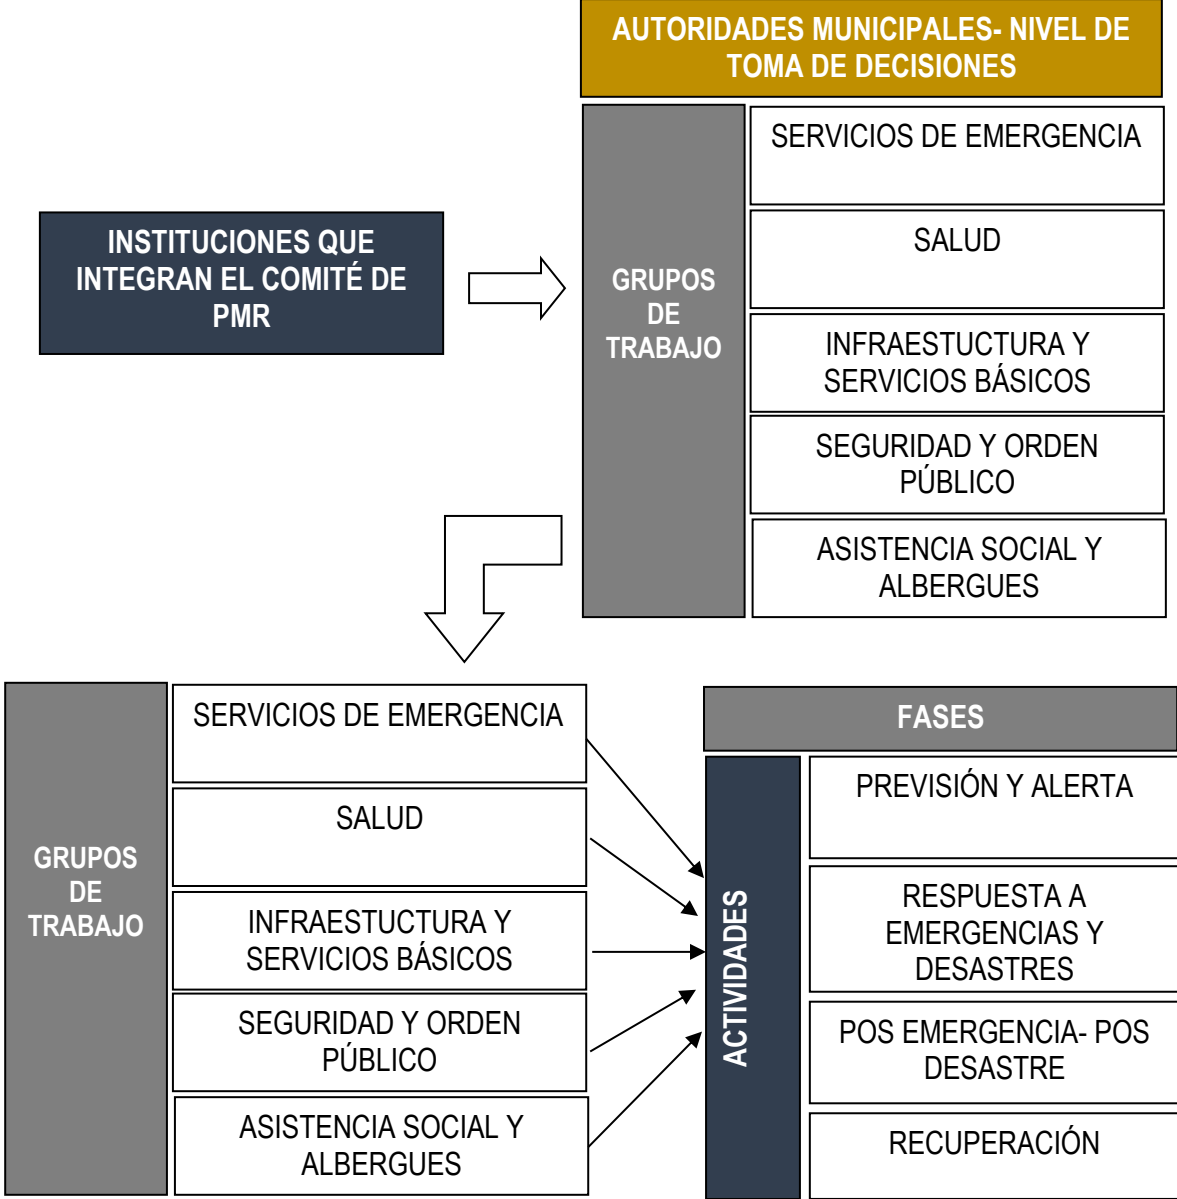 AUTORIDADES MUNICIPALES- NIVEL DE
TOMA DE DECISIONES
INSTITUCIONES QUE
INTEGRAN EL COMITÉ DE
PMR
GRUPOS
DE
TRABAJO
SERVICIOS DE EMERGENCIA
SALUD
INFRAESTUCTURA Y
SERVICIOS BÁSICOS
SEGURIDAD Y ORDEN
PÚBLICO
ASISTENCIA SOCIAL Y
ALBERGUES
GRUPOS
DE
TRABAJO
SERVICIOS DE EMERGENCIA
SALUD
INFRAESTUCTURA Y
SERVICIOS BÁSICOS
SEGURIDAD Y ORDEN
PÚBLICO
ASISTENCIA SOCIAL Y
ALBERGUES
FASES
ACTIVIDADES
PREVISIÓN Y ALERTA
RESPUESTA A
EMERGENCIAS Y
DESASTRES
POS EMERGENCIA- POS
DESASTRE
RECUPERACIÓN